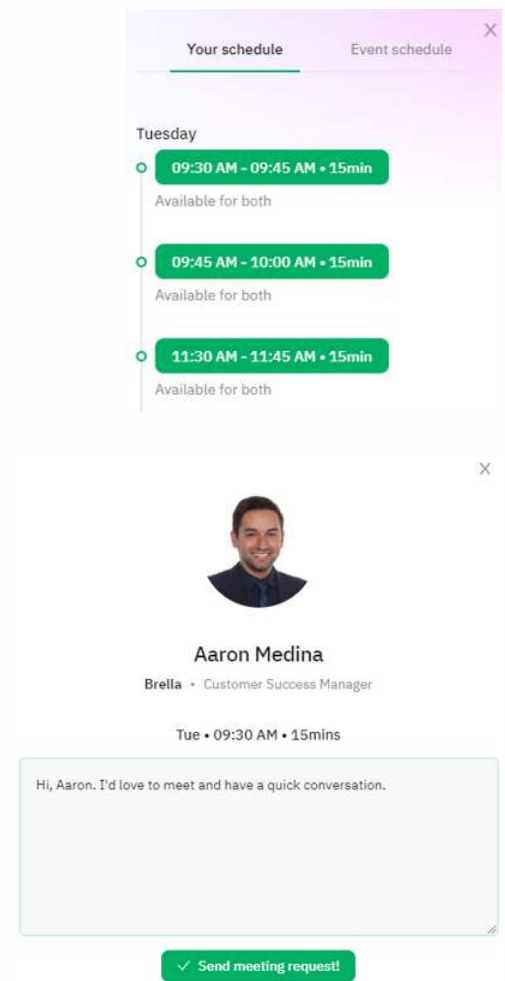 Your schedule Event schedule
Tuesday
09:30 AM - 09:45 AM • 15min
Available for both
09:45 AM - 10:00 AM • 15min
Available for both
11:30 AM - 11:45 AM • 15min
Available for both
Aaron Medina
Brella • Customer Success Manager
Tue • 09:30 AM • 15mins
Hi, Aaron. I'd love to meet and have a quick conversation.
Send meeting request!